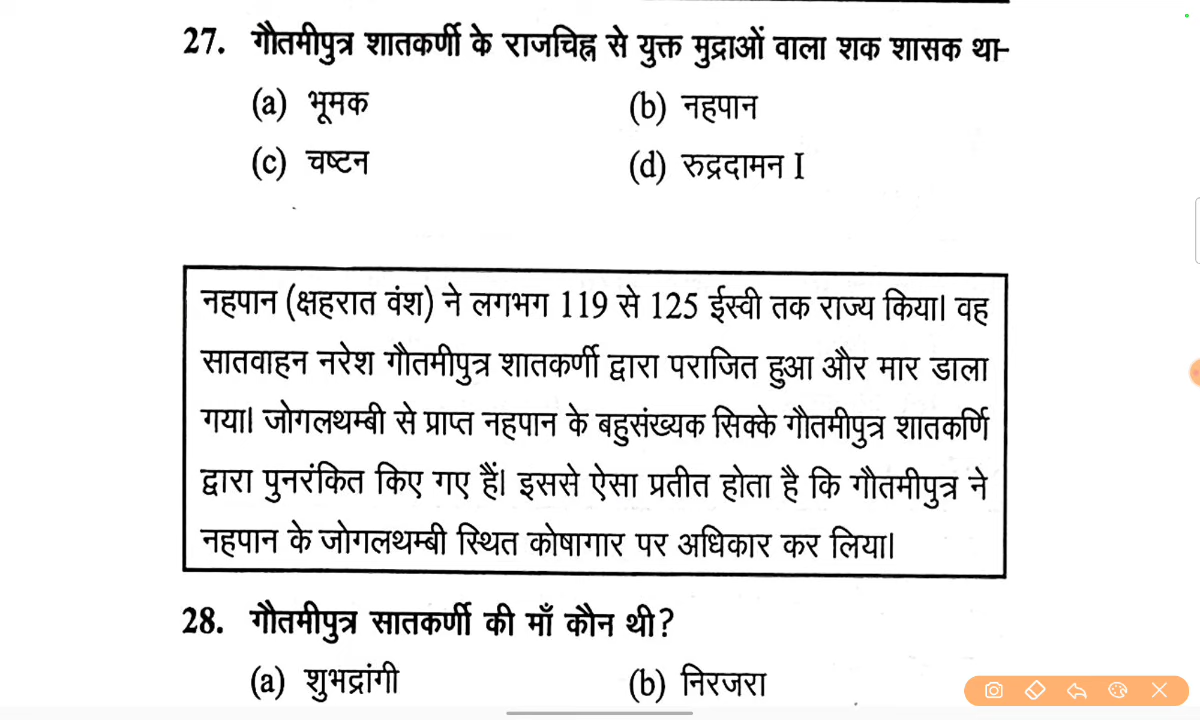 27. गौतमीपुत्र शातकर्णी के राजचिह्न से युक्त मुद्राओं वाला शक शासक था-
(a) भूमक (b) नहपान
(c) चष्टन (d) रुद्रदामन I
नहपान (क्षहरात वंश) ने लगभग 119 से 125 ईस्वी तक राज्य किया। वह
सातवाहन नरेश गौतमीपुत्र शातकर्णी द्वारा पराजित हुआ और मार डाला
गया। जोगलथम्बी से प्राप्त नहपान के बहुसंख्यक सिक्के गौतमीपुत्र शातकर्णि
द्वारा पुनरंकित किए गए हैं। इससे ऐसा प्रतीत होता है कि गौतमीपुत्र ने
नहपान के जोगलथम्बी स्थित कोषागार पर अधिकार कर लिया।
28. गौतमीपुत्र सातकर्णी की माँ कौन थी?
(a) शुभद्रांगी (b) निरजरा